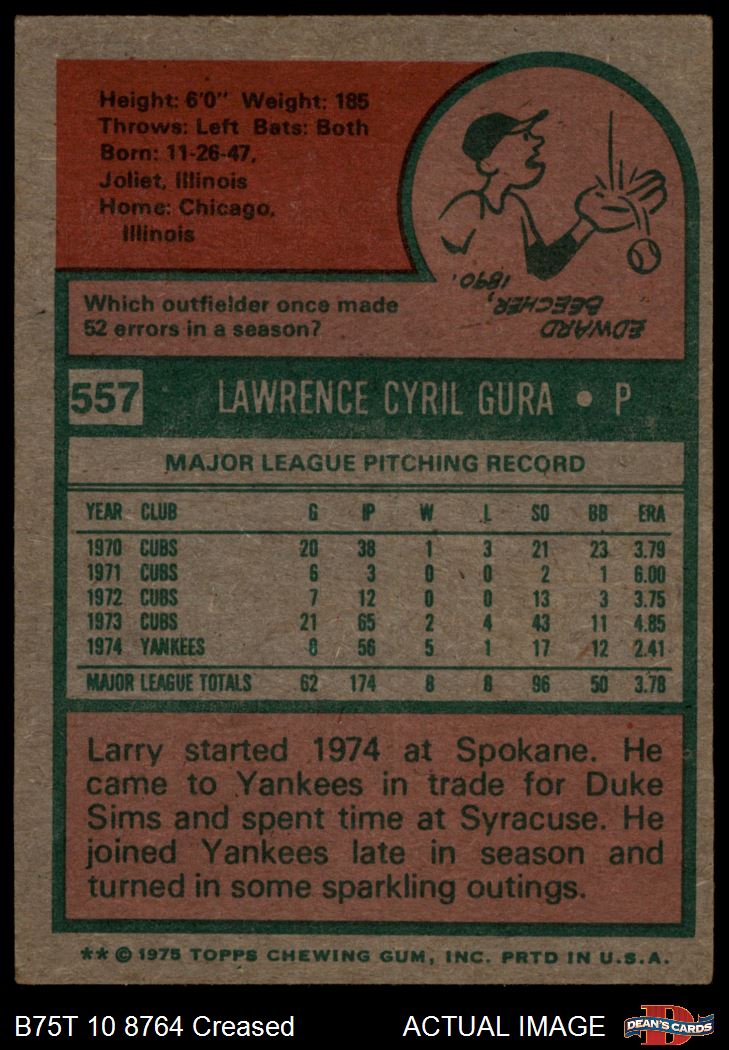 Height: 6'0" Weight: 185
Throws: Left Bats: Both
Born: 11-26-47,
Joliet, Illinois
Home: Chicago,
Illinois
Which outfielder once made
52 errors in a season?
EDWARD
BEECHER,
1890.
557 LAWRENCE CYRIL GURA • P
MAJOR LEAGUE PITCHING RECORD
YEAR CLUB G IP W L SO BB ERA
1970 CUBS 20 38 1 3 21 23 3.79
1971 CUBS 6 3 0 0 2 1 6.00
1972 CUBS 7 12 0 0 13 3 3.75
1973 CUBS 21 65 2 4 43 11 4.85
1974 YANKEES 8 56 5 1 17 12 2.41
MAJOR LEAGUE TOTALS 62 174 8 8 96 50 3.78
Larry started 1974 at Spokane. He
came to Yankees in trade for Duke
Sims and spent time at Syracuse. He
joined Yankees late in season and
turned in some sparkling outings.
** © 1975 TOPPS CHEWING GUM, INC. PRTD IN U.S.A.
B75T 10 8764 Creased ACTUAL IMAGE
DEAN'S CARDS